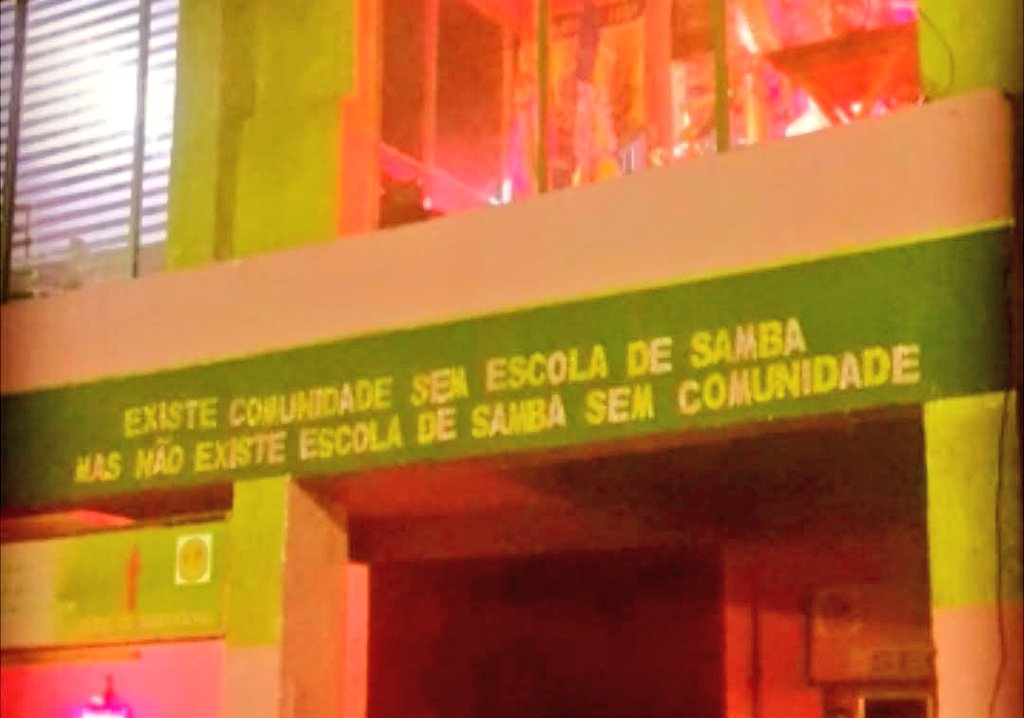 EXISTE COMUNIDADE SEM ESCOLA DE SAMBA
MAS NÃO EXISTE ESCOLA DE SAMBA SEM COMUNIDADE